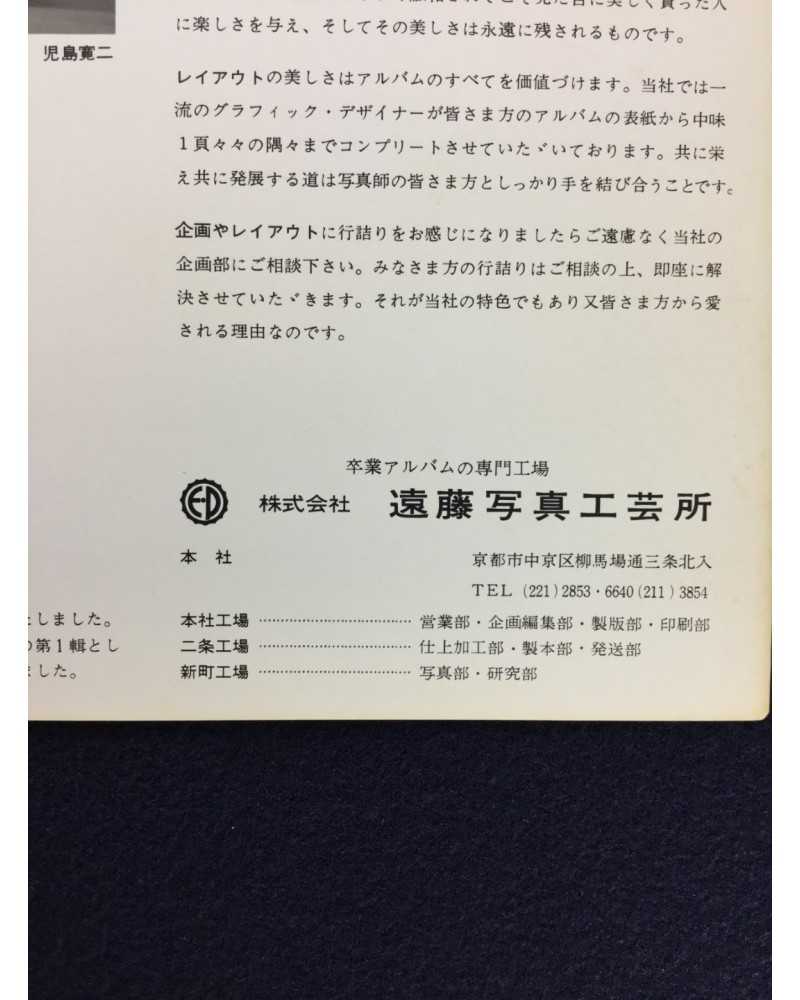 に楽しさを与え、そしてその美しさは永遠に残されるものです。
児島寛二
レイアウトの美しさはアルバムのすべてを価値づけます。当社では一
流のグラフィック・デザイナーが皆さま方のアルバムの表紙から中味
1頁々々の隅々までコンプリートさせていたゞいております。共に栄
え共に発展する道は写真師の皆さま方としっかり手を結び合うことです。
企画やレイアウトに行詰りをお感じになりましたらご遠慮なく当社の
企画部にご相談下さい。みなさま方の行詰りはご相談の上、即座に解
決させていたゞきます。それが当社の特色でもあり又皆さま方から愛
される理由なのです。
卒業アルバムの専門工場
ED 株式会社 遠藤写真工芸所
本社 京都市中京区柳馬場通三条北入
TEL (221) 2853・6640 (211) 3854
本社工場 …………………………… 営業部・企画編集部・製版部・印刷部
二条工場 …………………………… 仕上加工部・製本部・発送部
新町工場 …………………………… 写真部・研究部
しました。
の第1輯とし
ました。